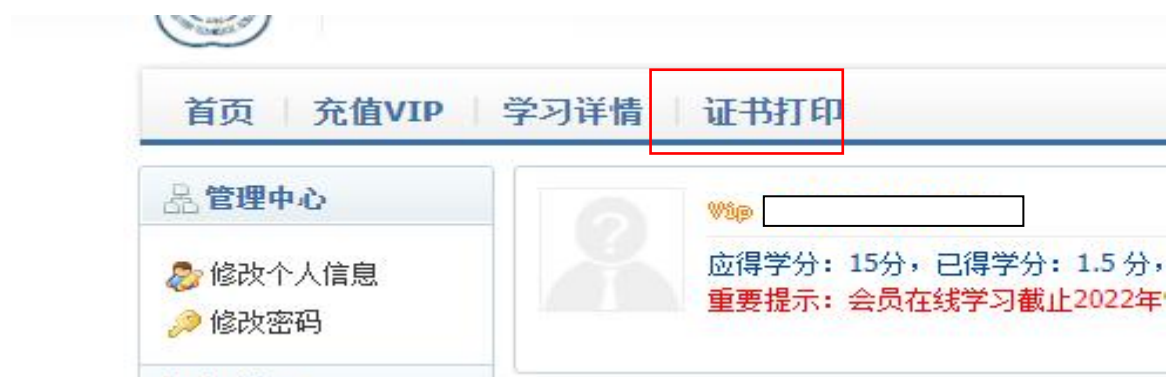 首页 充值VIP 学习详情 证书打印
管理中心
Vip
修改个人信息
修改密码
应得学分：15分，已得学分：1.5 分，
重要提示：会员在线学习截止2022年